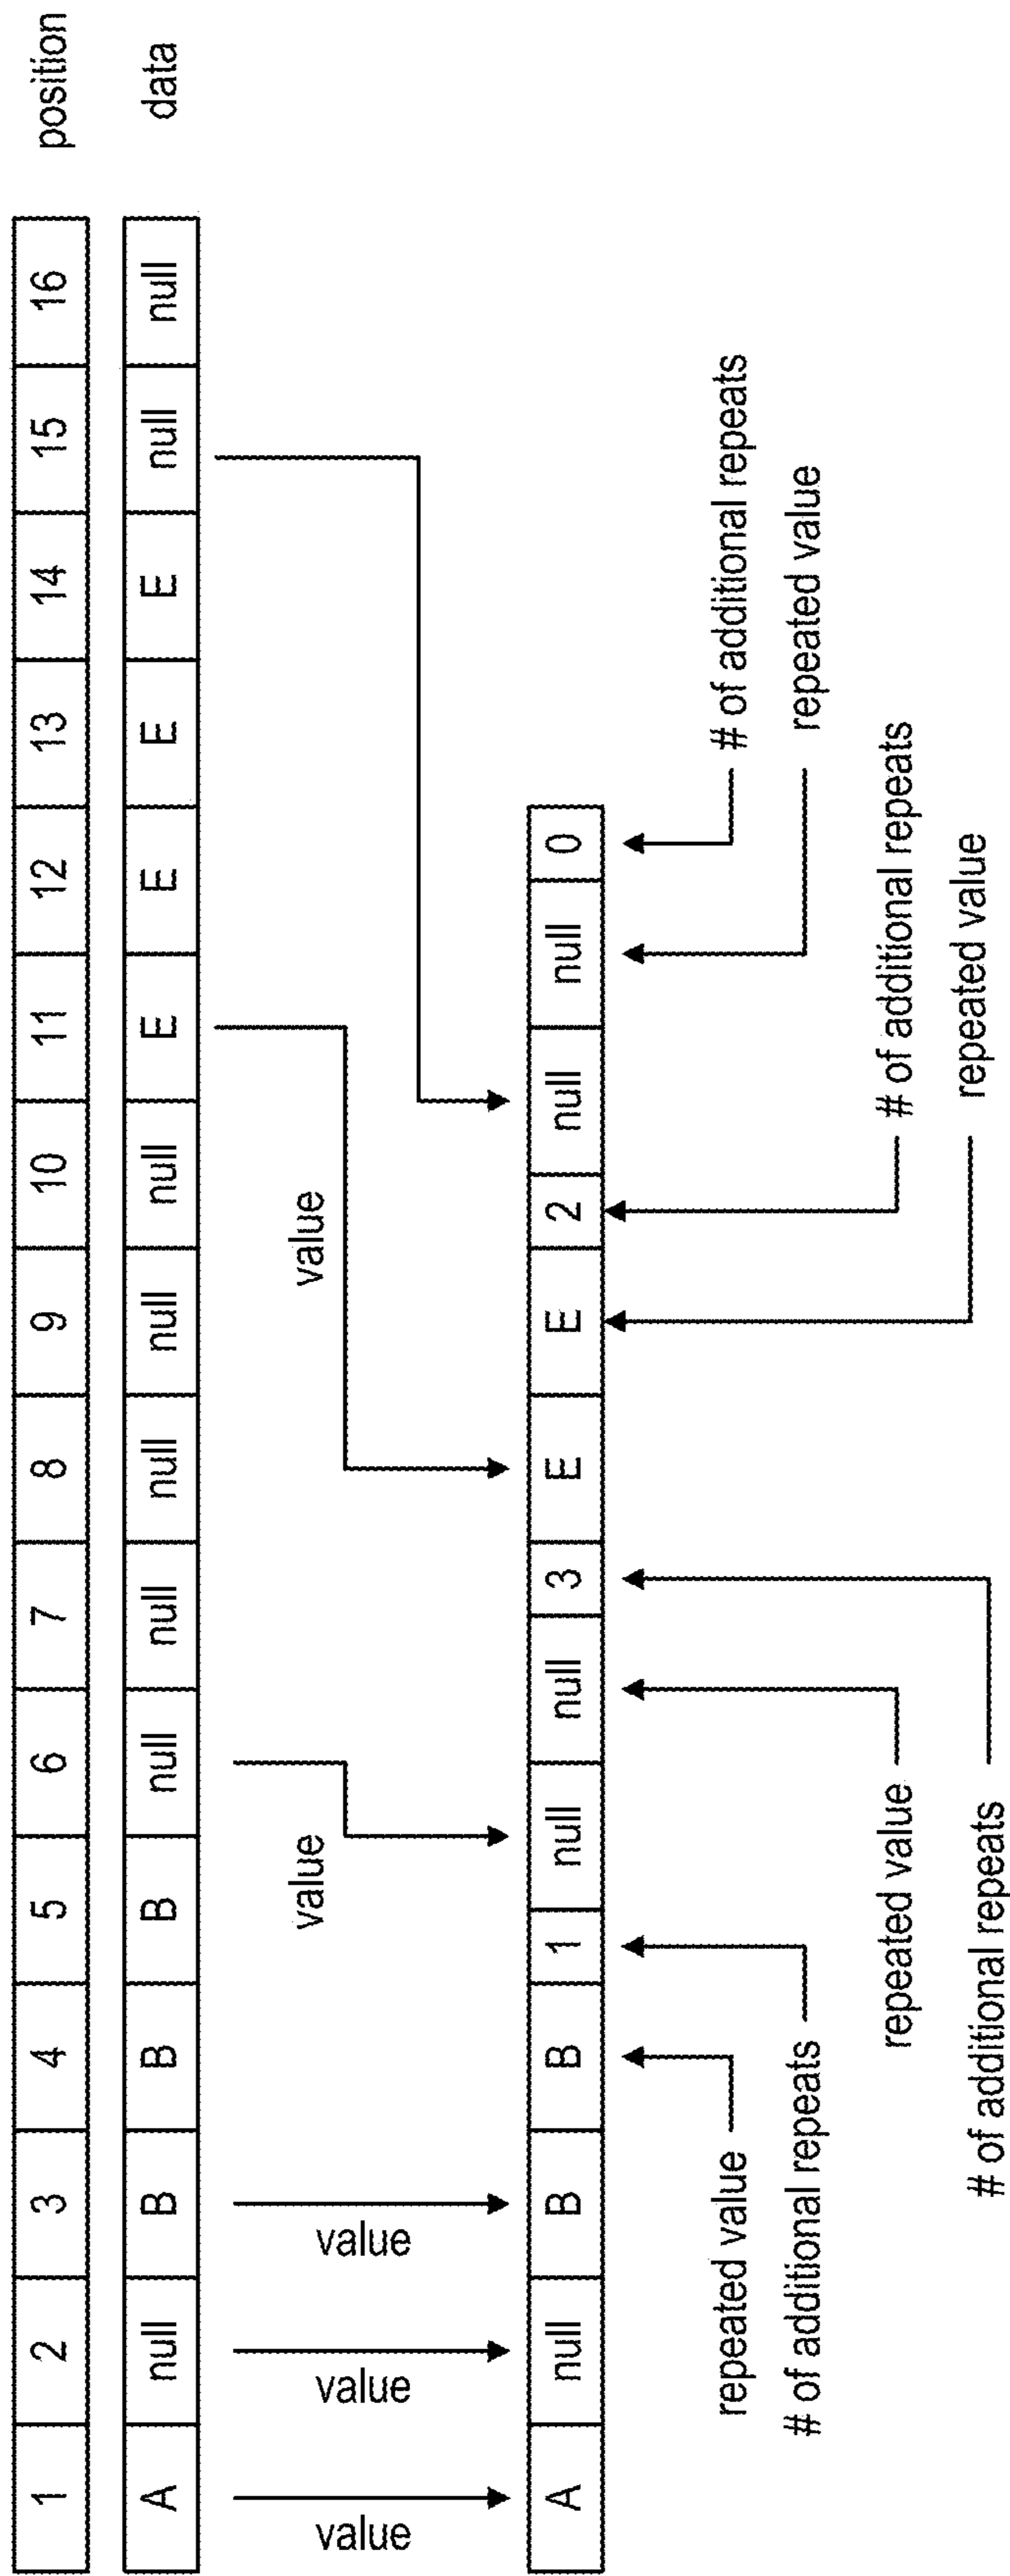 1 2 3 4 5 6 7 8 9 10 11 12 13 14 15 16 position
A null B B B null null null null null E E E E null null data
value
value
value
value
value
A null B B 1 null null 3 E E 2 null null 0
repeated value
# of additional repeats
repeated value
# of additional repeats
# of additional repeats
repeated value
# of additional repeats
repeated value